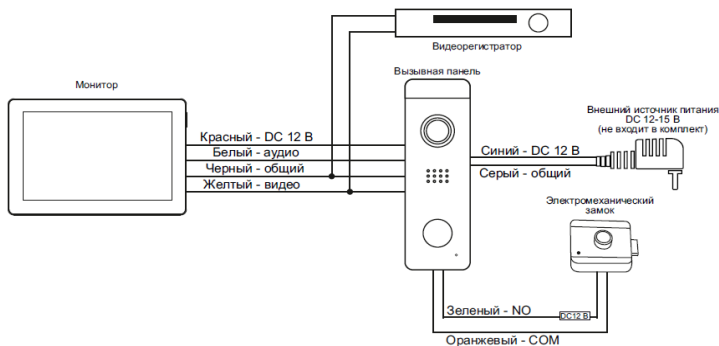 Видеорегистратор
Монитор
Вызывная панель
Внешний источник питания
DC 12-15 В
(не входит в комплект)
Красный - DC 12 В
Белый - аудио
Черный - общий
Желтый - видео
Синий - DC 12 В
Серый - общий
Электромеханический
замок
Зеленый - NO
DC12 В
Оранжевый - COM